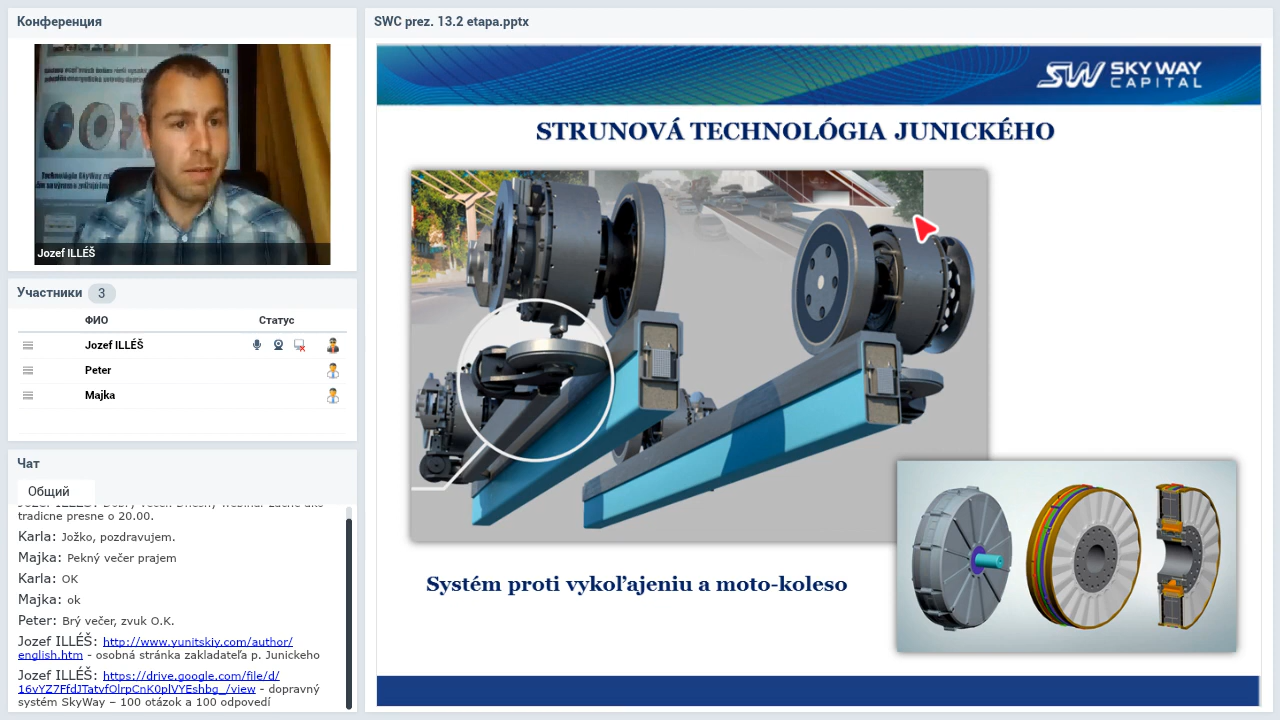 Конференция
Jozef ILLÉŠ
Участники 3
ФИО Статус
Jozef ILLÉŠ
Peter
Majka
Чат
Общий
tradicne presne o 20.00.
Karla: Jožko, pozdravujem.
Majka: Pekný večer prajem
Karla: OK
Majka: ok
Peter: Brý večer, zvuk O.K.
Jozef ILLÉŠ: http://www.yunitskiy.com/author/
english.htm - osobná stránka zakladateľa p. Junickeho
Jozef ILLÉŠ: https://drive.google.com/file/d/
16vYZ7FfdJTatvfOlrpCnK0plVYEshbg_/view - dopravný
systém SkyWay – 100 otázok a 100 odpovedí
SWC prez. 13.2 etapa.pptx
SW SKY WAY
CAPITAL
STRUNOVÁ TECHNOLÓGIA JUNICKÉHO
Systém proti vykoľajeniu a moto-koleso